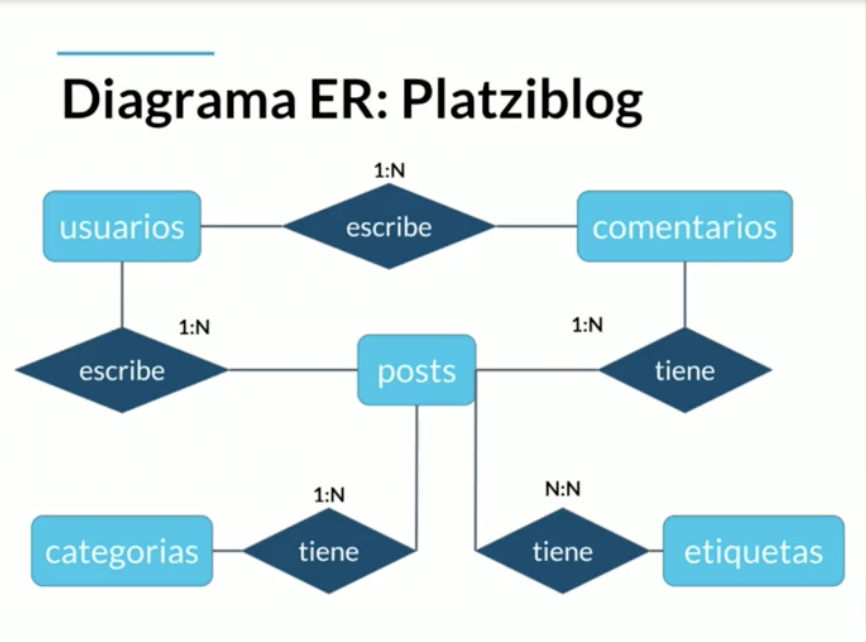 Diagrama ER: Platziblog
1:N
usuarios
escribe
comentarios
1:N
1:N
escribe
posts
tiene
1:N
N:N
categorias
tiene
tiene
etiquetas